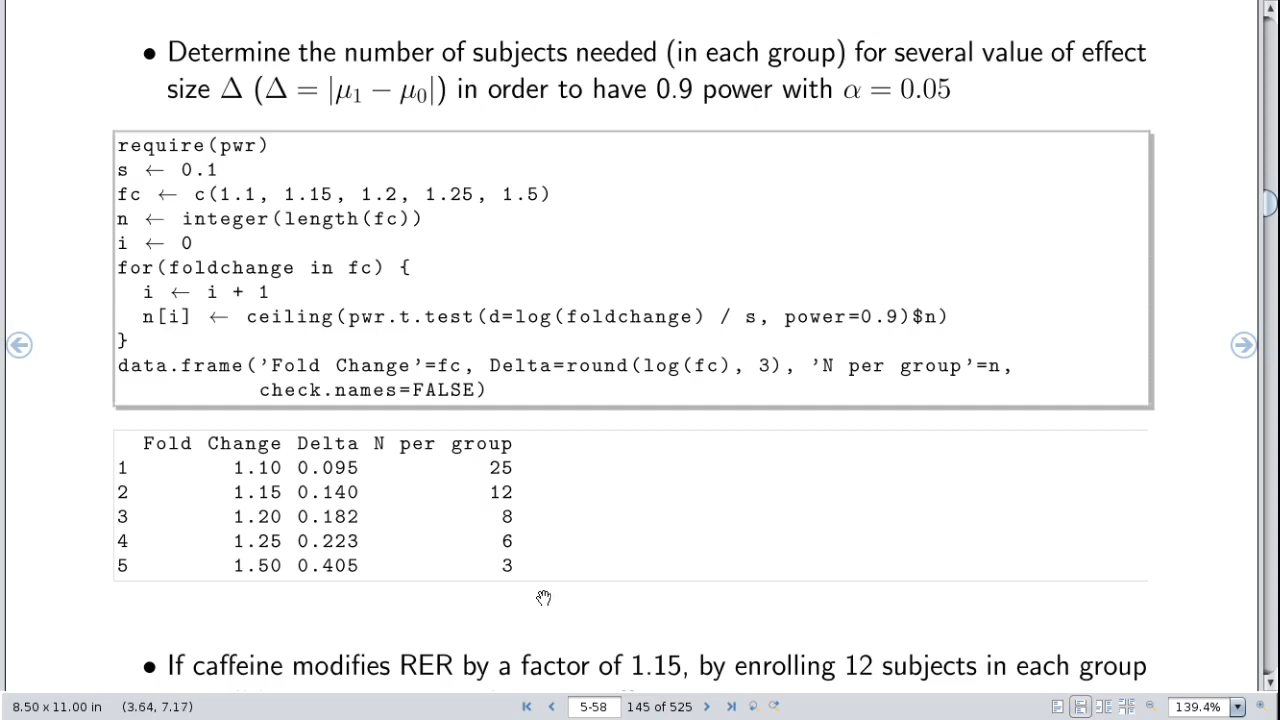 • Determine the number of subjects needed (in each group) for several value of effect
size Δ (Δ = |μ₁ − μ₀|) in order to have 0.9 power with α = 0.05
require(pwr)
s ← 0.1
fc ← c(1.1, 1.15, 1.2, 1.25, 1.5)
n ← integer(length(fc))
i ← 0
for(foldchange in fc) {
  i ← i + 1
  n[i] ← ceiling(pwr.t.test(d=log(foldchange) / s, power=0.9)$n)
}
data.frame('Fold Change'=fc, Delta=round(log(fc), 3), 'N per group'=n,
           check.names=FALSE)
  Fold Change Delta N per group
1        1.10 0.095          25
2        1.15 0.140          12
3        1.20 0.182           8
4        1.25 0.223           6
5        1.50 0.405           3
• If caffeine modifies RER by a factor of 1.15, by enrolling 12 subjects in each group
8.50 x 11.00 in (3.64, 7.17) 5-58 145 of 525 139.4%